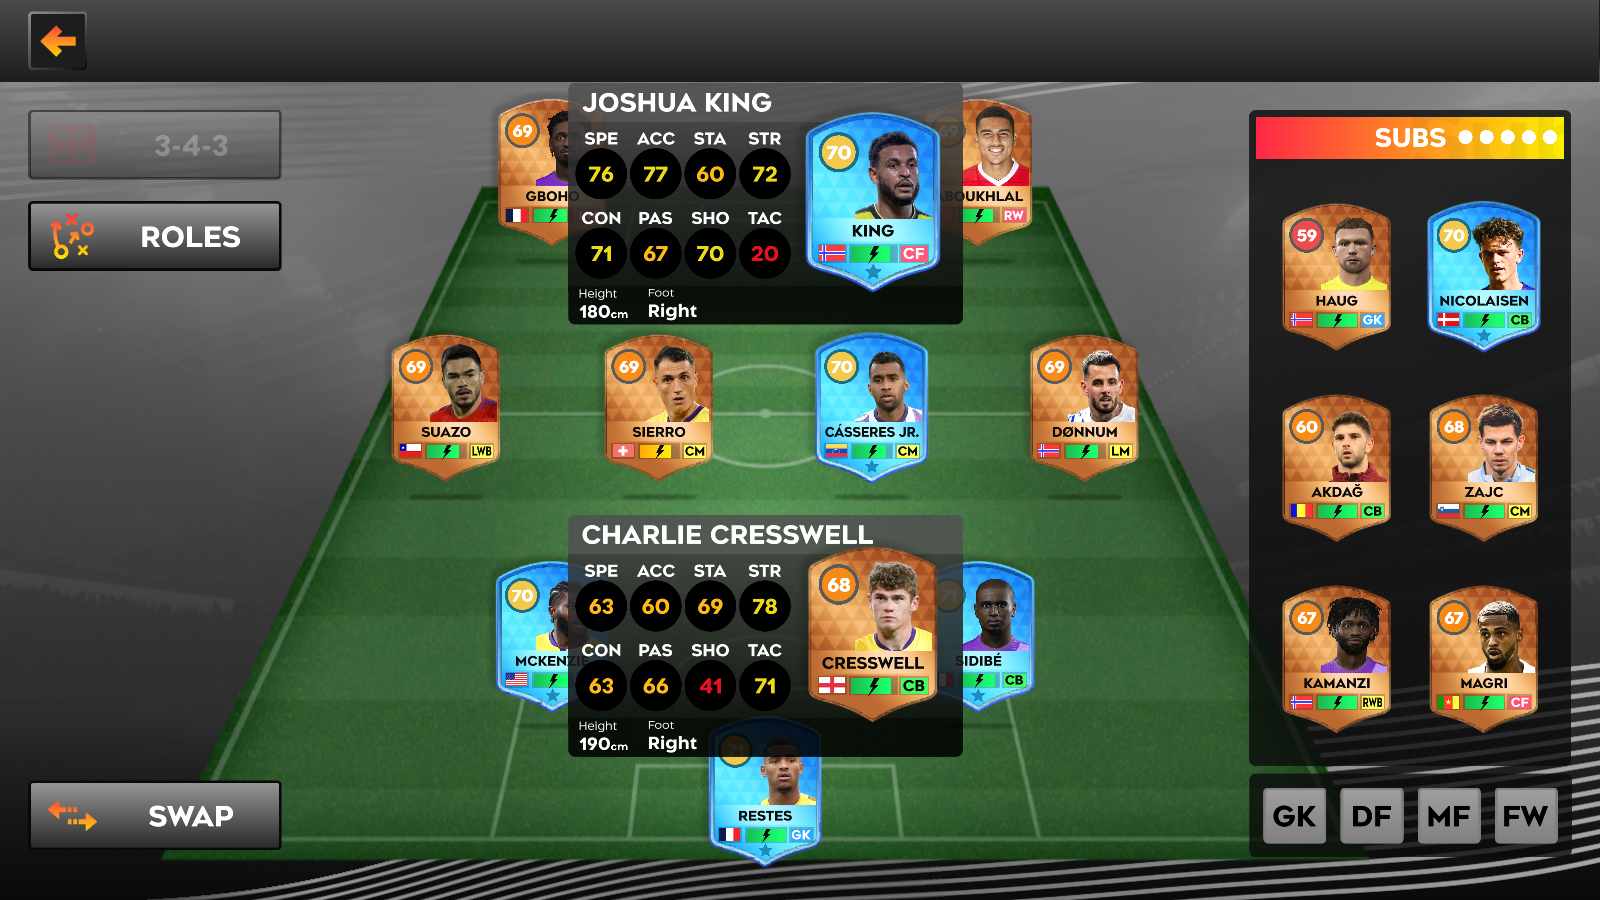 3-4-3
ROLES
SWAP
69
GBOHO
JOSHUA KING
SPE ACC STA STR
76 77 60 72
CON PAS SHO TAC
71 67 70 20
Height Foot
180cm Right
70
KING
CF
69
BOUKHLAL
RW
69
SUAZO
LWB
69
SIERRO
CM
70
CÁSSERES JR.
CM
69
DØNNUM
LM
70
MCKENZIE
CHARLIE CRESSWELL
SPE ACC STA STR
63 60 69 78
CON PAS SHO TAC
63 66 41 71
Height Foot
190cm Right
68
CRESSWELL
CB
SIDIBÉ
CB
71
RESTES
GK
SUBS
59
HAUG
GK
70
NICOLAISEN
CB
60
AKDAĞ
CB
68
ZAJC
CM
67
KAMANZI
RWB
67
MAGRI
CF
GK DF MF FW